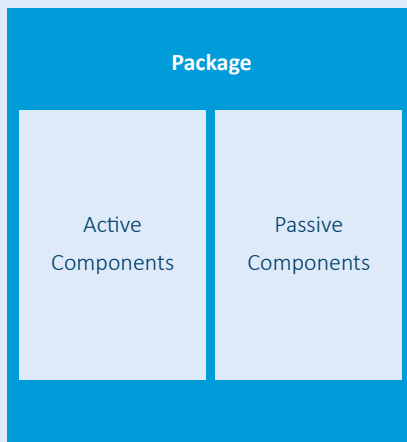 Package
Active
Components
Passive
Components